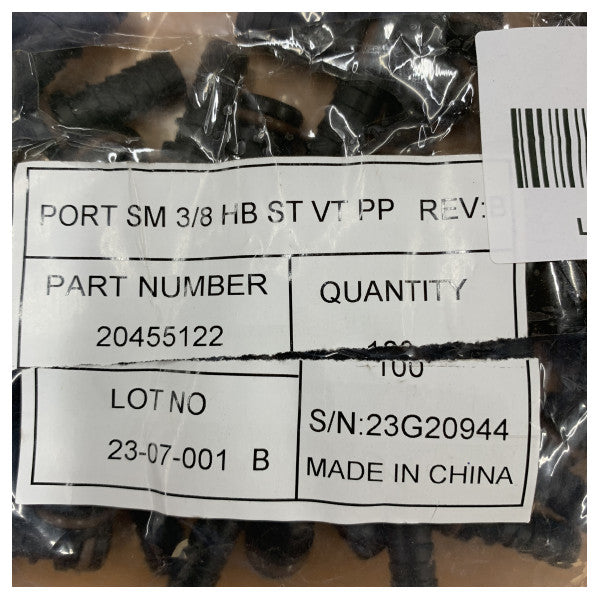 PORT SM 3/8 HB ST VT PP REV:B
PART NUMBER
20455122
QUANTITY
100
LOT NO
23-07-001 B
S/N:23G20944
MADE IN CHINA
L